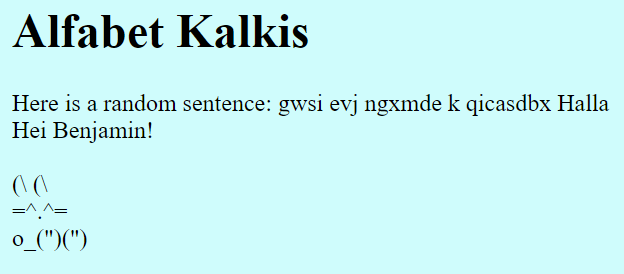 Alfabet Kalkis
Here is a random sentence: gwsi evj ngxmde k qicasdbx Halla
Hei Benjamin!
(\ (\
=^.^=
o_(")(")